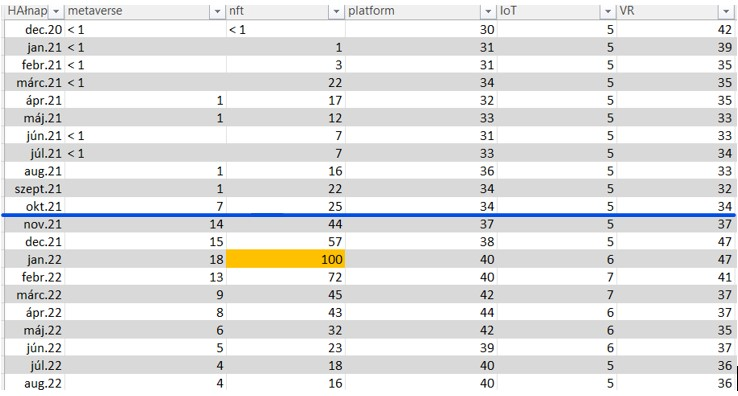 HÁ#nap metaverse nft platform IoT VR
dec.20 < 1 < 1 30 5 42
jan.21 < 1 1 31 5 39
febr.21 < 1 3 31 5 35
márc.21 < 1 22 34 5 35
ápr.21 1 17 32 5 35
máj.21 1 12 33 5 33
jún.21 < 1 7 31 5 33
júl.21 < 1 7 33 5 34
aug.21 1 16 36 5 33
szept.21 1 22 34 5 32
okt.21 7 25 34 5 34
nov.21 14 44 37 5 37
dec.21 15 57 38 5 47
jan.22 18 100 40 6 47
febr.22 13 72 40 7 41
márc.22 9 45 42 7 37
ápr.22 8 43 44 6 37
máj.22 6 32 42 6 35
jún.22 5 23 39 6 37
júl.22 4 18 40 5 36
aug.22 4 16 40 5 36